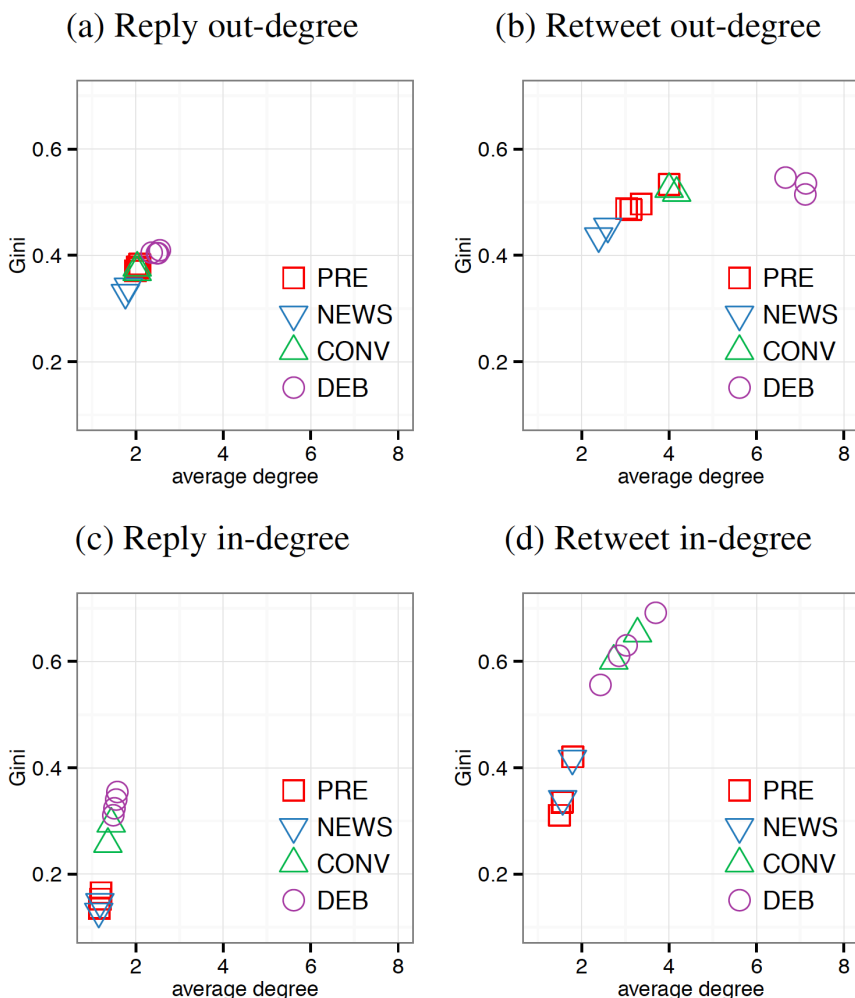 (a) Reply out-degree
0.6
0.4
0.2
Gini
PRE
NEWS
CONV
DEB
2 4 6 8
average degree
(b) Retweet out-degree
0.6
0.4
0.2
PRE
NEWS
CONV
DEB
2 4 6 8
average degree
(c) Reply in-degree
0.6
0.4
0.2
Gini
PRE
NEWS
CONV
DEB
2 4 6 8
average degree
(d) Retweet in-degree
0.6
0.4
0.2
Gini
PRE
NEWS
CONV
DEB
2 4 6 8
average degree